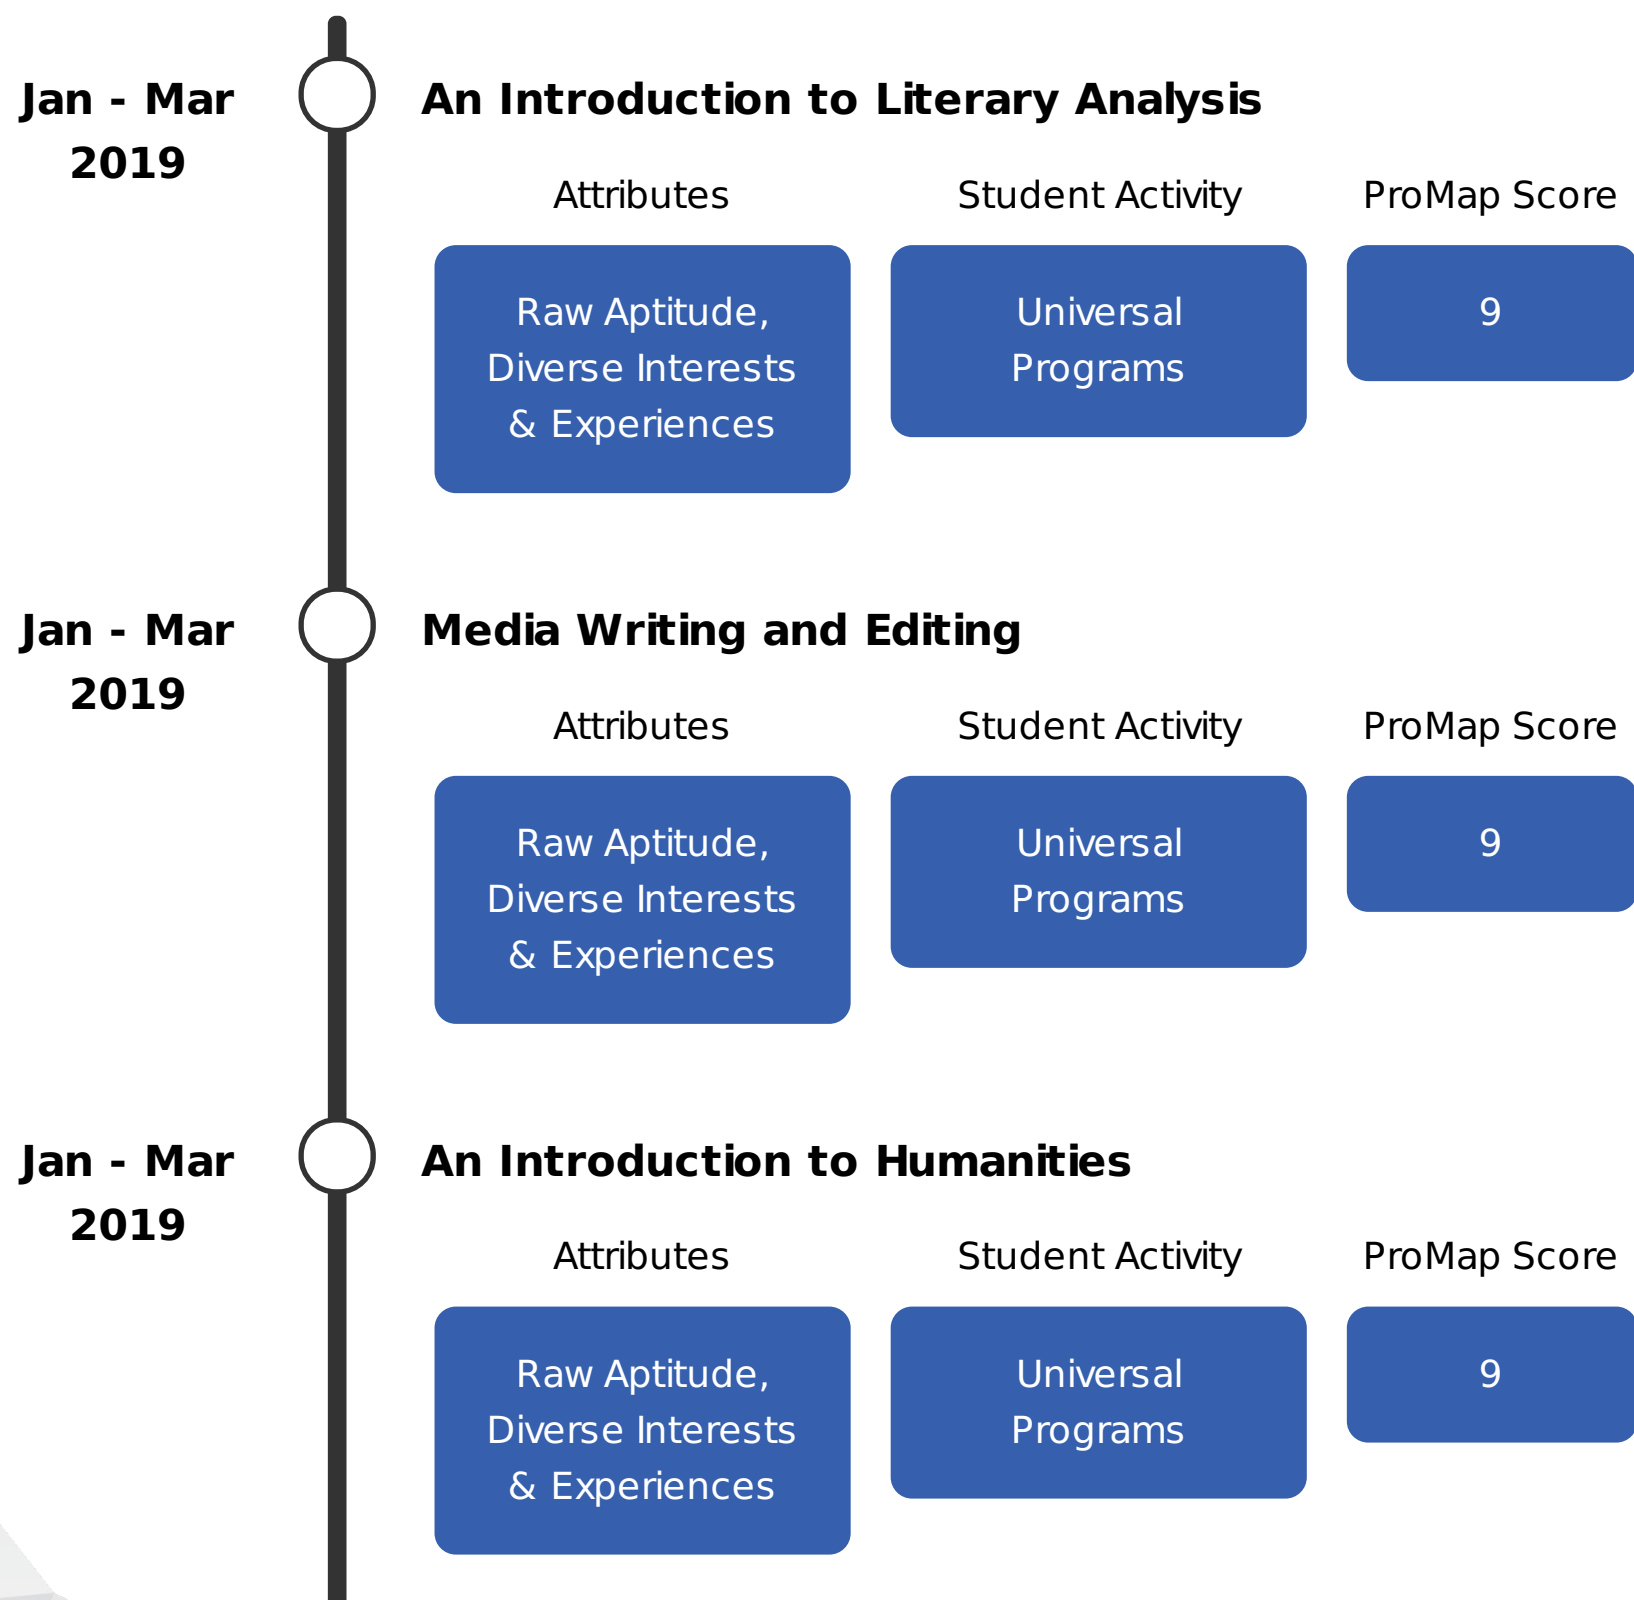 Jan - Mar
2019
An Introduction to Literary Analysis
Attributes
Student Activity
ProMap Score
Raw Aptitude,
Diverse Interests
& Experiences
Universal
Programs
9
Jan - Mar
2019
Media Writing and Editing
Attributes
Student Activity
ProMap Score
Raw Aptitude,
Diverse Interests
& Experiences
Universal
Programs
9
Jan - Mar
2019
An Introduction to Humanities
Attributes
Student Activity
ProMap Score
Raw Aptitude,
Diverse Interests
& Experiences
Universal
Programs
9